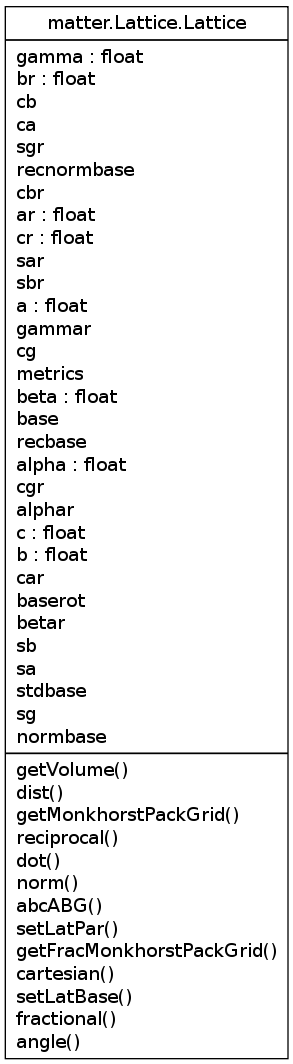 matter.Lattice.Lattice
gamma : float
br : float
cb
ca
sgr
recnormbase
cbr
ar : float
cr : float
sar
sbr
a : float
gammar
cg
metrics
beta : float
base
recbase
alpha : float
cgr
alphar
c : float
b : float
car
baserot
betar
sb
sa
stdbase
sg
normbase
getVolume()
dist()
getMonkhorstPackGrid()
reciprocal()
dot()
norm()
abcABG()
setLatPar()
getFracMonkhorstPackGrid()
cartesian()
setLatBase()
fractional()
angle()